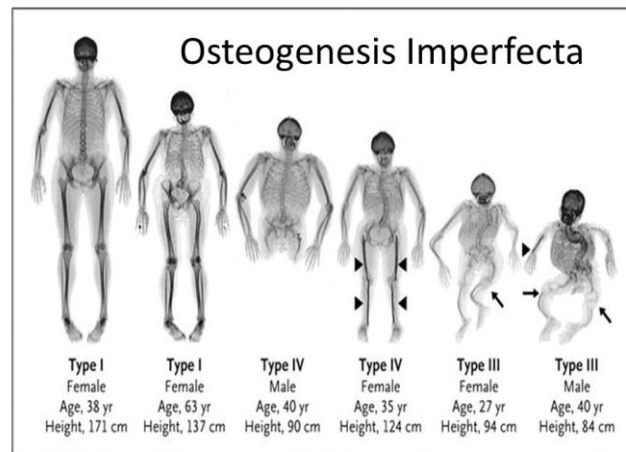 Osteogenesis Imperfecta
Type I
Female
Age, 38 yr
Height, 171 cm
Type I
Female
Age, 63 yr
Height, 137 cm
Type IV
Male
Age, 40 yr
Height, 90 cm
Type IV
Female
Age, 35 yr
Height, 124 cm
Type III
Female
Age, 27 yr
Height, 94 cm
Type III
Male
Age, 40 yr
Height, 84 cm